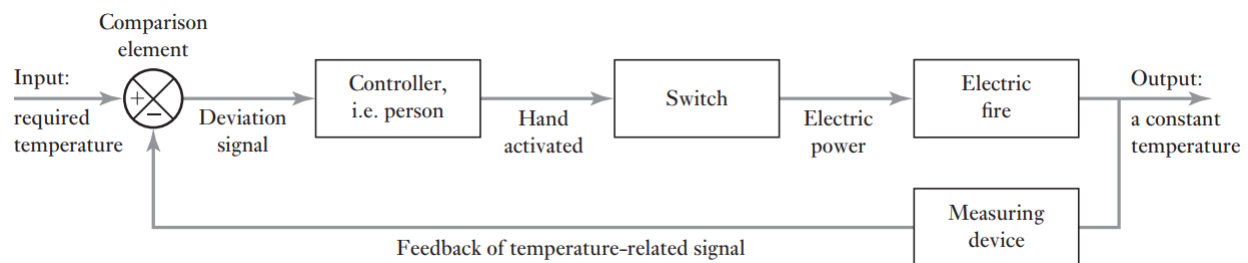 Comparison
element
Input:
required
temperature
+
−
Deviation
signal
Controller,
i.e. person
Hand
activated
Switch
Electric
power
Electric
fire
Output:
a constant
temperature
Measuring
device
Feedback of temperature-related signal